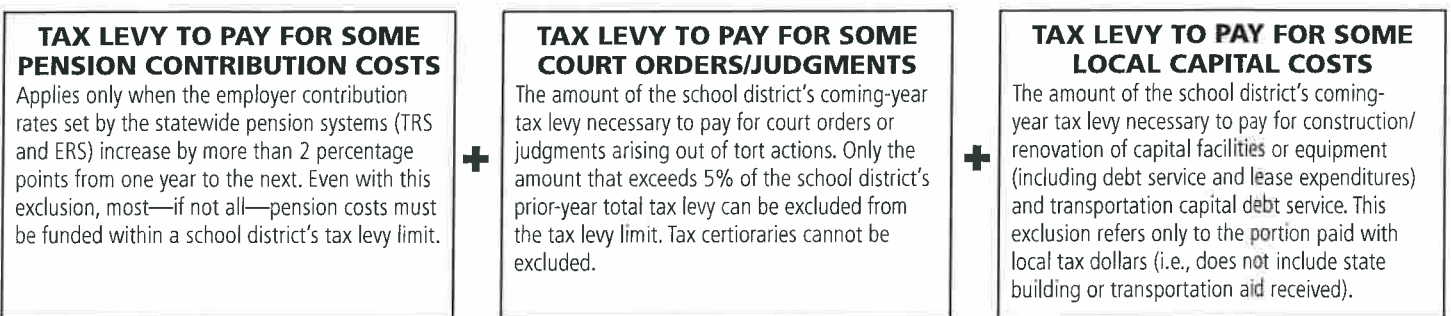 TAX LEVY TO PAY FOR SOME
PENSION CONTRIBUTION COSTS
Applies only when the employer contribution
rates set by the statewide pension systems (TRS
and ERS) increase by more than 2 percentage
points from one year to the next. Even with this
exclusion, most—if not all—pension costs must
be funded within a school district's tax levy limit.
+
TAX LEVY TO PAY FOR SOME
COURT ORDERS/JUDGMENTS
The amount of the school district's coming-year
tax levy necessary to pay for court orders or
judgments arising out of tort actions. Only the
amount that exceeds 5% of the school district's
prior-year total tax levy can be excluded from
the tax levy limit. Tax certioraries cannot be
excluded.
+
TAX LEVY TO PAY FOR SOME
LOCAL CAPITAL COSTS
The amount of the school district's coming-
year tax levy necessary to pay for construction/
renovation of capital facilities or equipment
(including debt service and lease expenditures)
and transportation capital debt service. This
exclusion refers only to the portion paid with
local tax dollars (i.e., does not include state
building or transportation aid received).